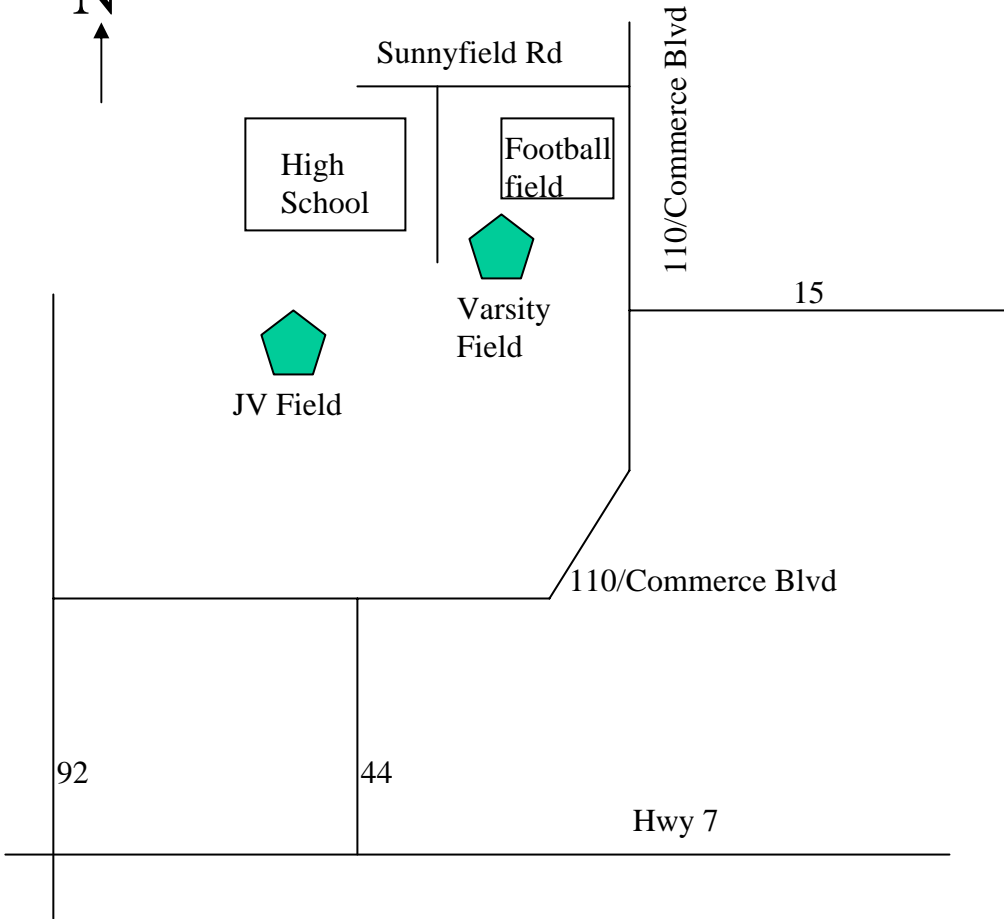 N
Sunnyfield Rd
110/Commerce Blvd
High
School
Football
field
15
Varsity
Field
JV Field
110/Commerce Blvd
92
44
Hwy 7